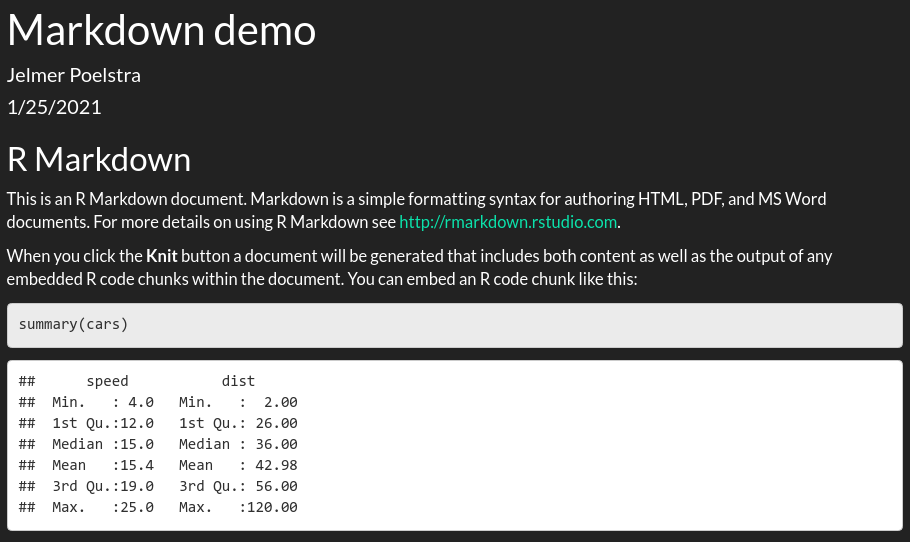 Markdown demo
Jelmer Poelstra
1/25/2021
R Markdown
This is an R Markdown document. Markdown is a simple formatting syntax for authoring HTML, PDF, and MS Word
documents. For more details on using R Markdown see http://rmarkdown.rstudio.com.
When you click the Knit button a document will be generated that includes both content as well as the output of any
embedded R code chunks within the document. You can embed an R code chunk like this:
summary(cars)
##      speed           dist
##  Min.   : 4.0   Min.   :  2.00
##  1st Qu.:12.0   1st Qu.: 26.00
##  Median :15.0   Median : 36.00
##  Mean   :15.4   Mean   : 42.98
##  3rd Qu.:19.0   3rd Qu.: 56.00
##  Max.   :25.0   Max.   :120.00